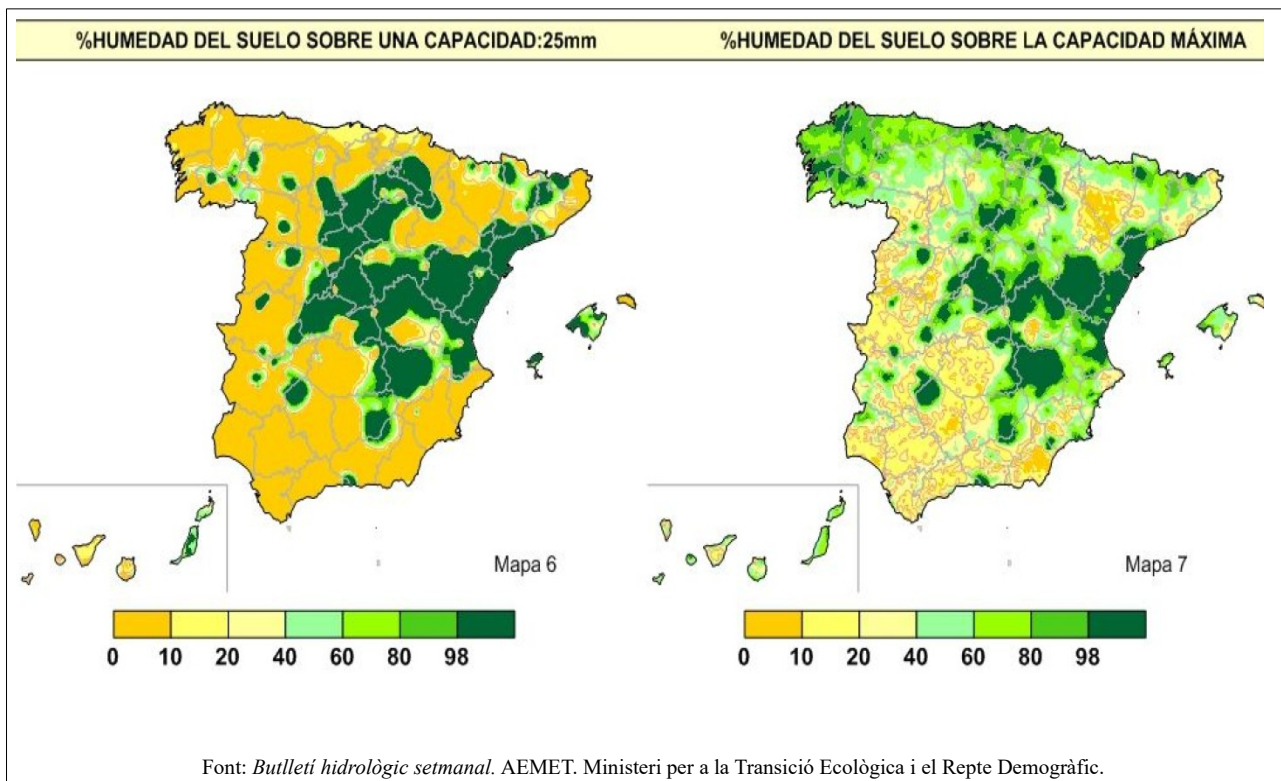 %HUMEDAD DEL SUELO SOBRE UNA CAPACIDAD:25mm
%HUMEDAD DEL SUELO SOBRE LA CAPACIDAD MÁXIMA
Mapa 6
Mapa 7
0 10 20 40 60 80 98
0 10 20 40 60 80 98
Font: Butlletí hidrològic setmanal. AEMET. Ministeri per a la Transició Ecològica i el Repte Demogràfic.